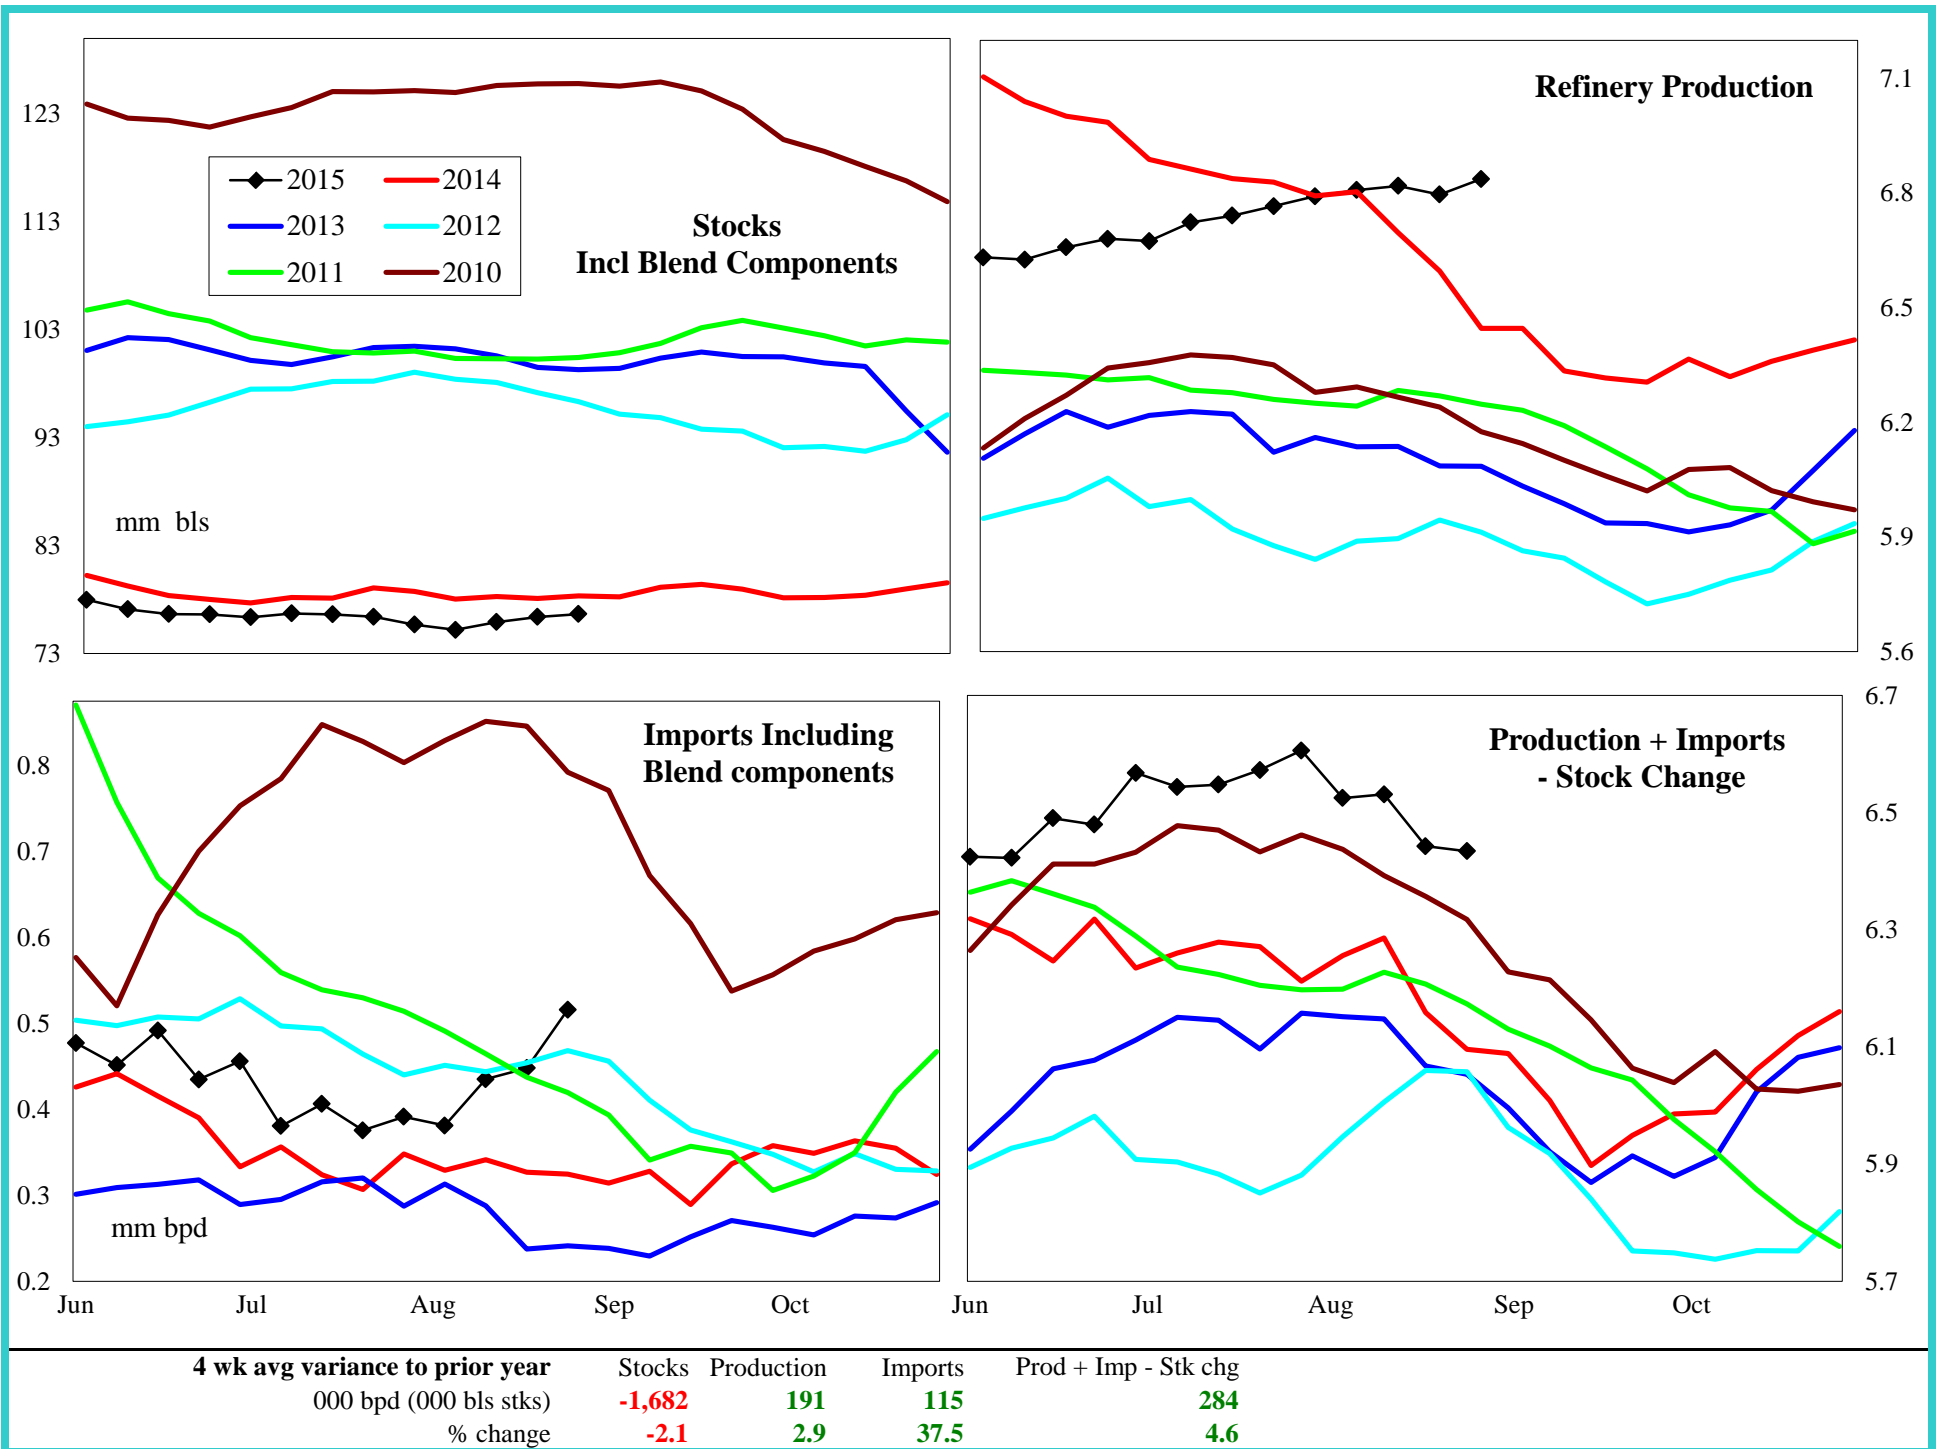 123
113
103
93
83
73
2015 2014
2013 2012
2011 2010
Stocks
Incl Blend Components
mm bls
Refinery Production
7.1
6.8
6.5
6.2
5.9
5.6
0.8
0.7
0.6
0.5
0.4
0.3
0.2
Imports Including
Blend components
mm bpd
Jun Jul Aug Sep Oct
Production + Imports
- Stock Change
6.7
6.5
6.3
6.1
5.9
5.7
Jun Jul Aug Sep Oct
4 wk avg variance to prior year Stocks Production Imports Prod + Imp - Stk chg
000 bpd (000 bls stks) -1,682 191 115 284
% change -2.1 2.9 37.5 4.6